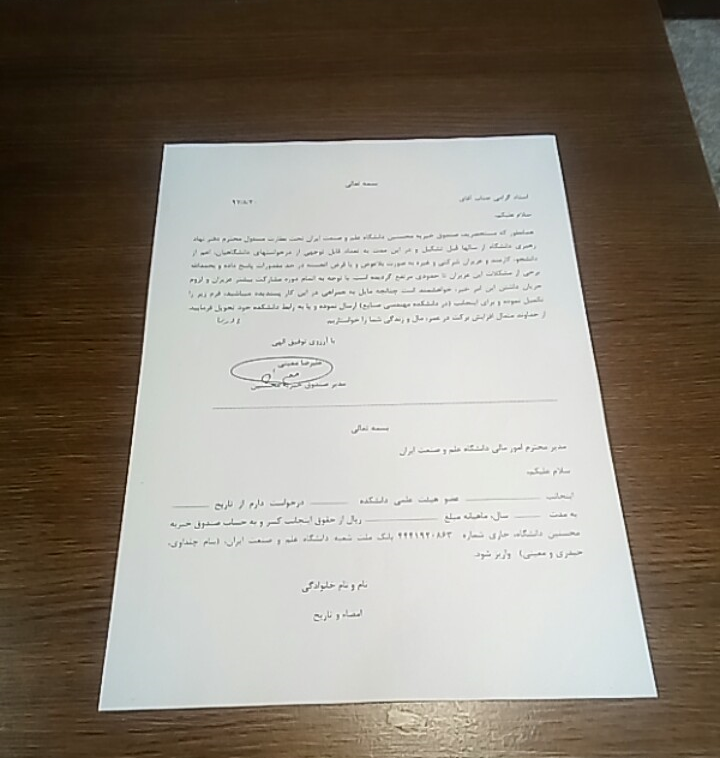 بسمه تعالی
استاد گرامی جناب آقای
۹۷/۸/۲۰
سلام علیکم،
همانطور که مستحضرید، صندوق خیریه محسنین دانشگاه علم و صنعت ایران تحت نظارت مسئول محترم دفتر نهاد
رهبری دانشگاه از سالها قبل تشکیل و در این مدت به تعداد قابل توجهی از درخواستهای دانشگاهیان، اعم از
دانشجو، کارمند و عزیزان شرکتی و غیره به صورت بلاعوض و یا قرض الحسنه در حد مقدورات پاسخ داده و بحمدالله
برخی از مشکلات این عزیزان تا حدودی مرتفع گردیده است. با توجه به اتمام دوره مشارکت بیشتر عزیزان و لزوم
جریان داشتن این امر خیر، خواهشمند است چنانچه مایل به همراهی در این کار پسندیده میباشید، فرم زیر را
تکمیل نموده و برای اینجانب (در دانشکده مهندسی صنایع) ارسال نموده و یا به رابط دانشکده خود تحویل فرمایید.
از خداوند متعال افزایش برکت در عمر، مال و زندگی شما را خواستاریم.
با آرزوی توفیق الهی
علیرضا معینی
مدیر صندوق خیریه محسنین
بسمه تعالی
مدیر محترم امور مالی دانشگاه علم و صنعت ایران
سلام علیکم،
اینجانب عضو هیئت علمی دانشکده درخواست دارم از تاریخ
به مدت سال، ماهیانه مبلغ ریال از حقوق اینجانب کسر و به حساب صندوق خیریه
محسنین دانشگاه، جاری شماره ۴۴۴۱۹۲۰۸۶۳ بانک ملت شعبه دانشگاه علم و صنعت ایران، (بنام چنداوی،
حیدری و معینی) واریز شود.
نام و نام خانوادگی
امضاء و تاریخ